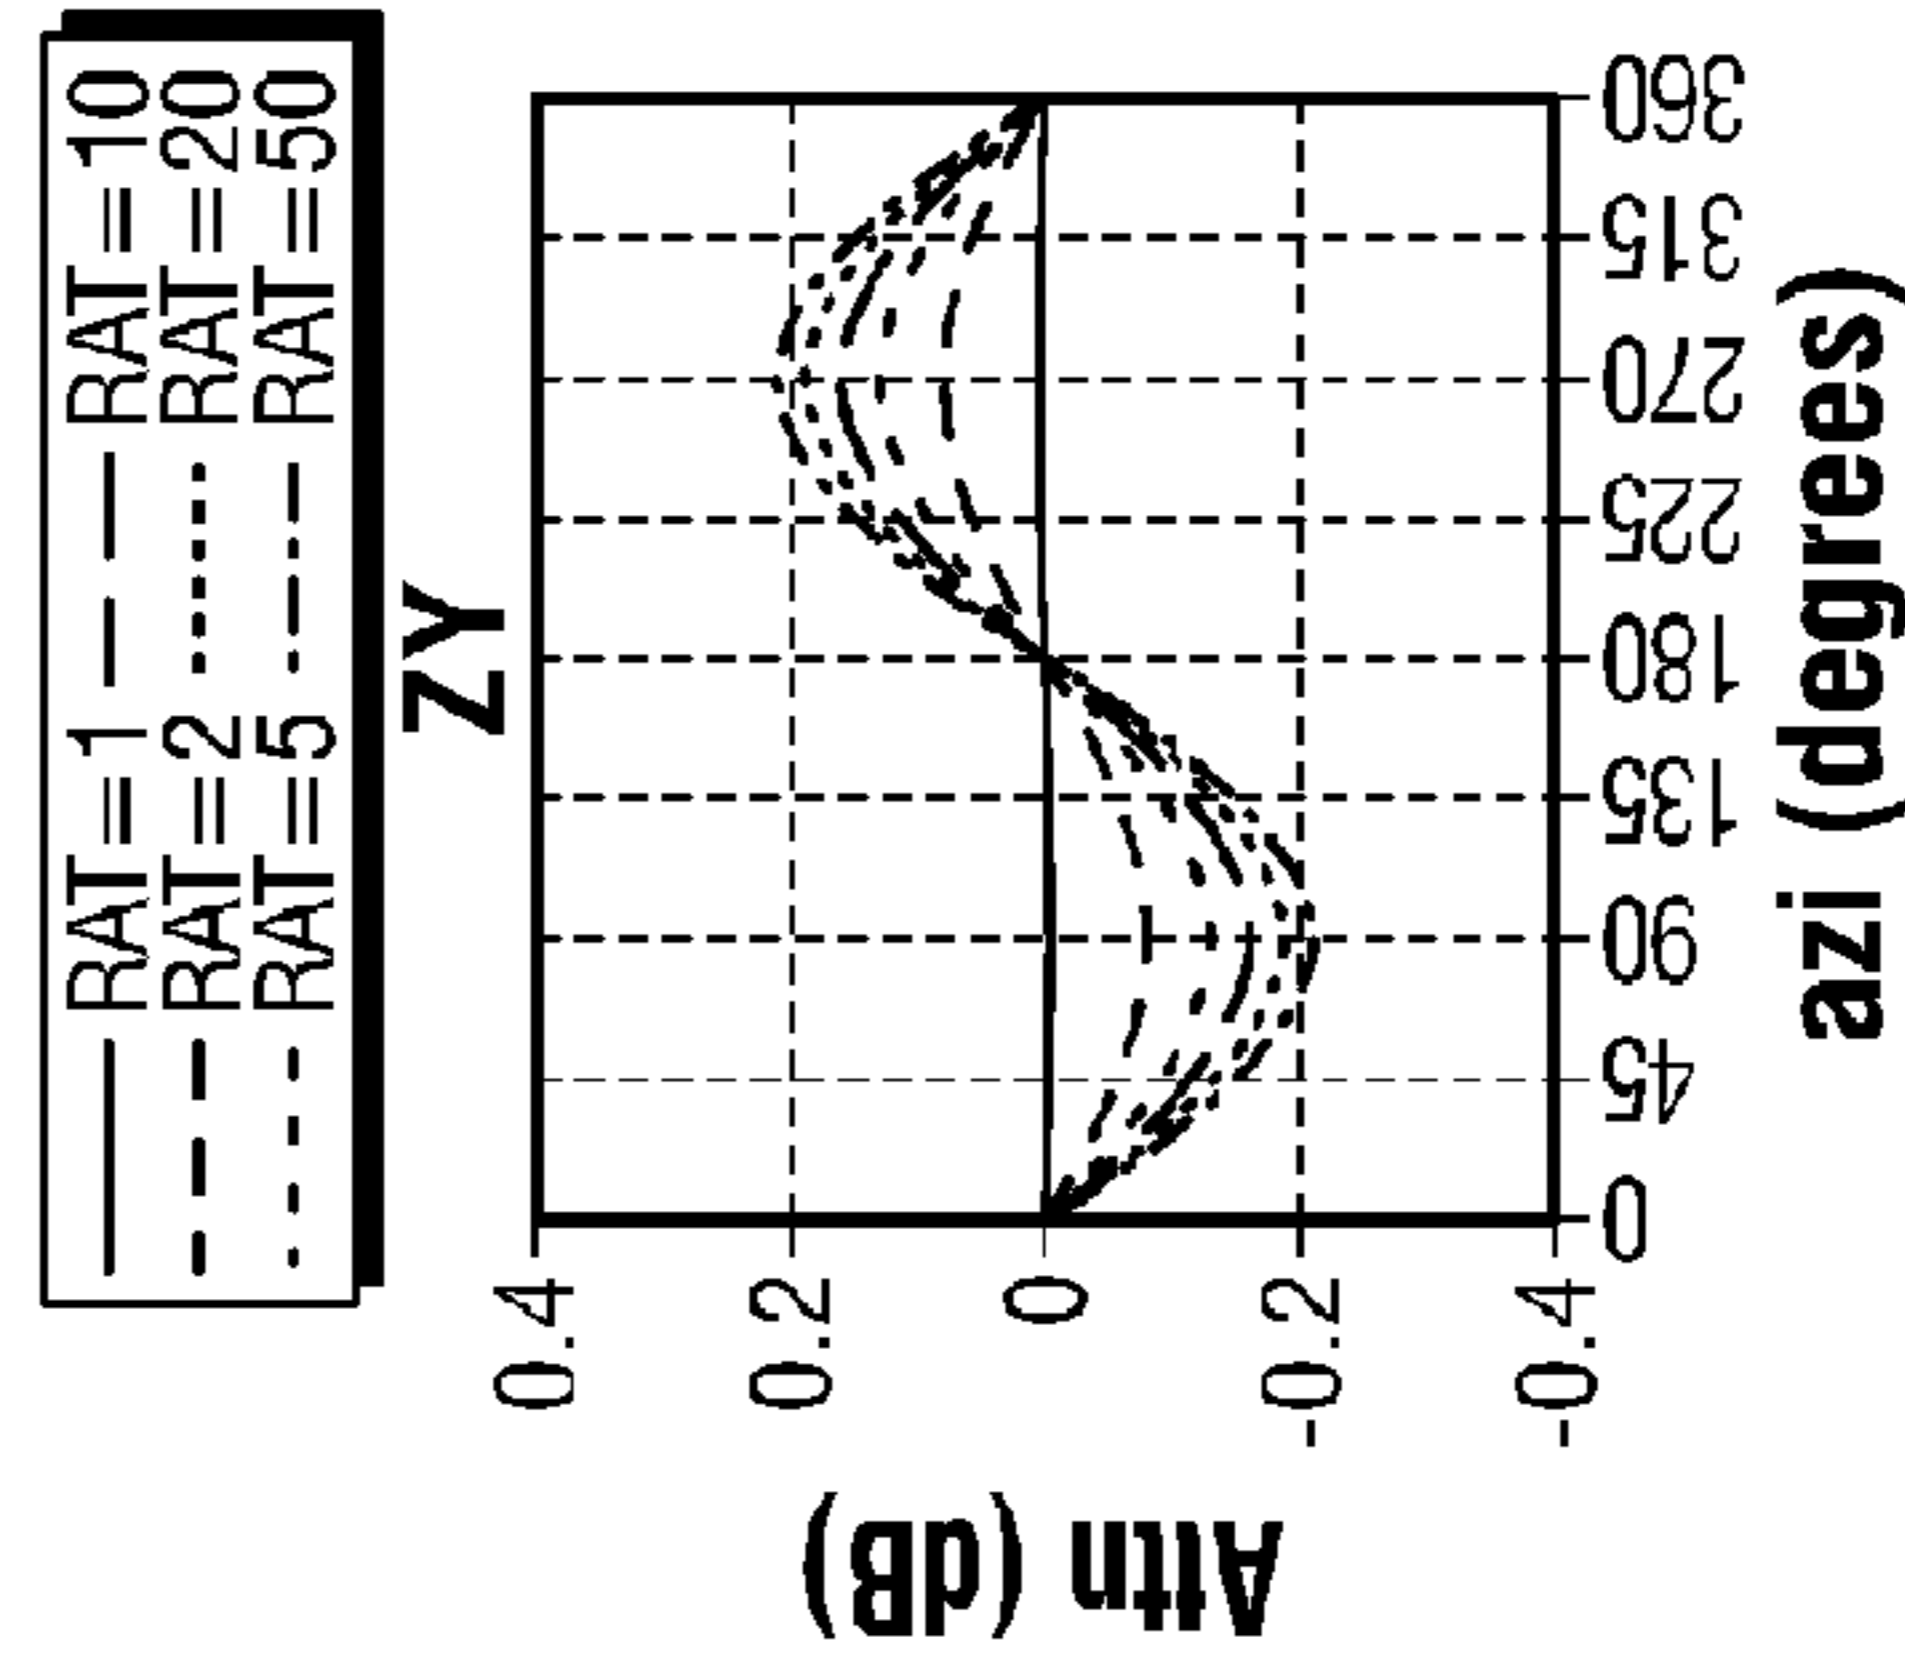 RAT=1 RAT=10
RAT=2 RAT=20
RAT=5 RAT=50
ZY
Attn (dB)
0.4
0.2
0
-0.2
-0.4
0 45 90 135 180 225 270 315 360
azi (degrees)